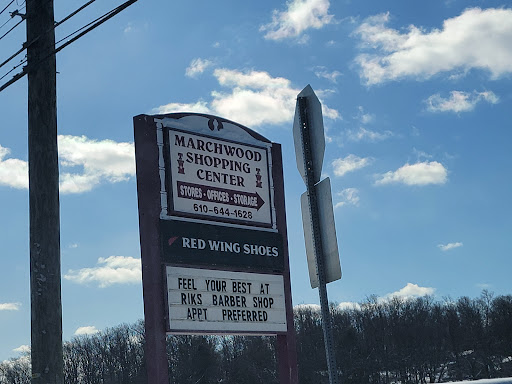 MARCHWOOD
SHOPPING
CENTER
STORES - OFFICES - STORAGE
610-644-1628
RED WING SHOES
FEEL YOUR BEST AT
RIKS BARBER SHOP
APPT PREFERRED